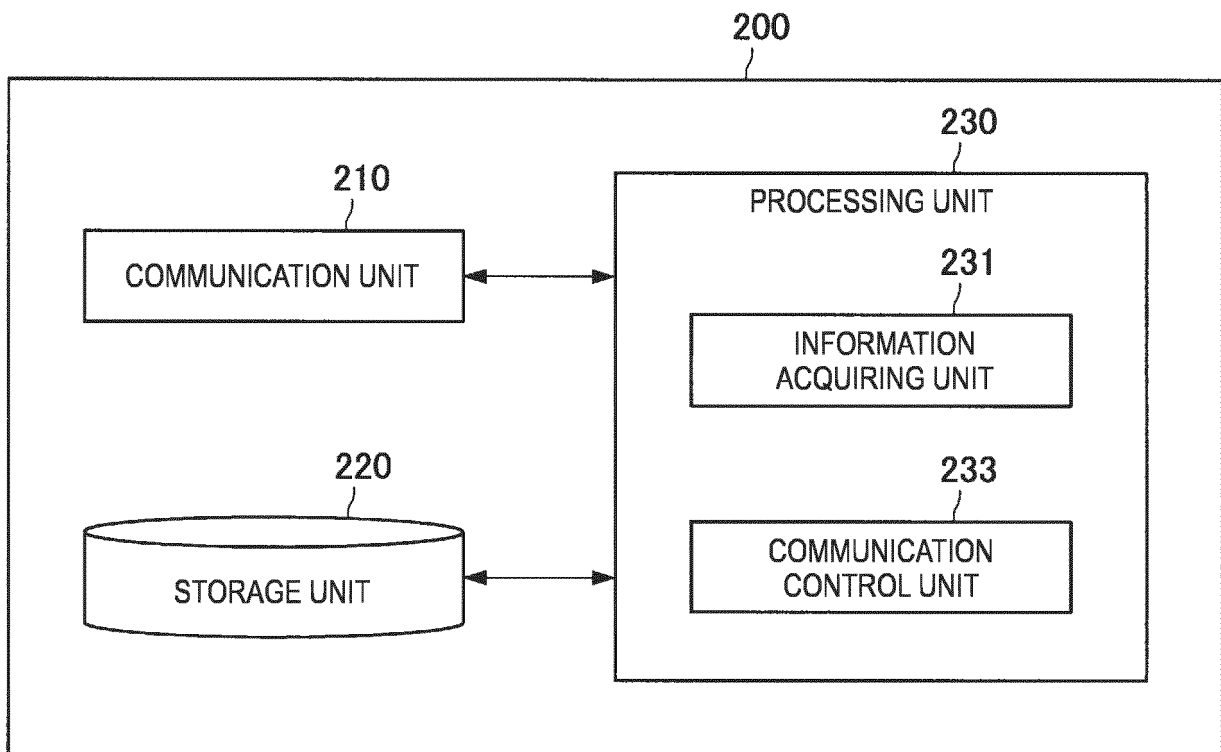 200
230
PROCESSING UNIT
210
COMMUNICATION UNIT
231
INFORMATION
ACQUIRING UNIT
220
STORAGE UNIT
233
COMMUNICATION
CONTROL UNIT